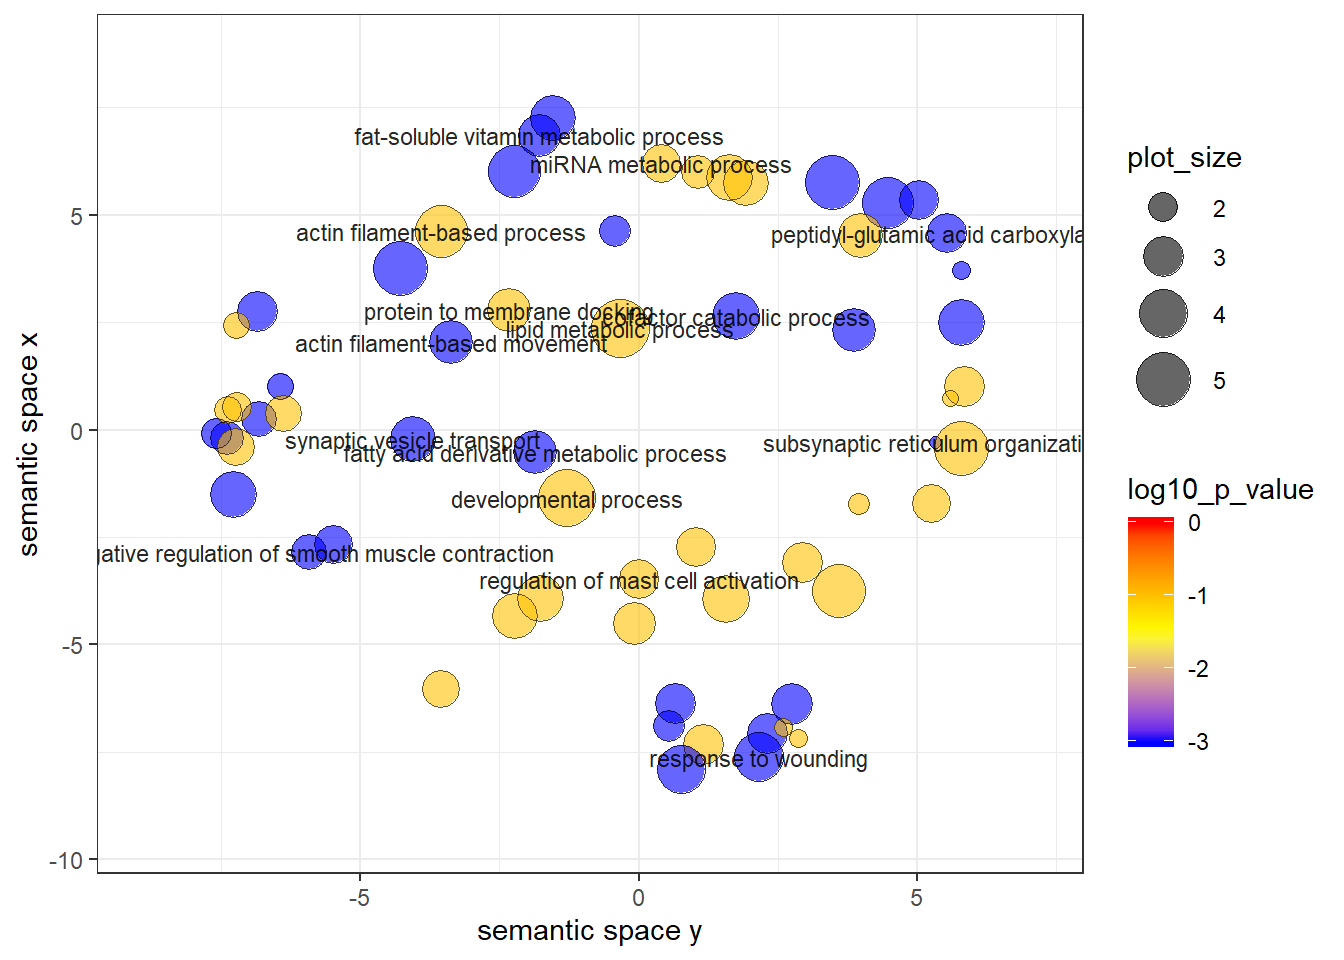 fat-soluble vitamin metabolic process
miRNA metabolic process
actin filament-based process
peptidyl-glutamic acid carboxyla
protein to membrane docking
cofactor catabolic process
lipid metabolic process
actin filament-based movement
synaptic vesicle transport
subsynaptic reticulum organizati
fatty acid derivative metabolic process
developmental process
gative regulation of smooth muscle contraction
regulation of mast cell activation
response to wounding
5
0
-5
-10
-5
0
5
semantic space y
semantic space x
plot_size
2
3
4
5
log10_p_value
0
-1
-2
-3